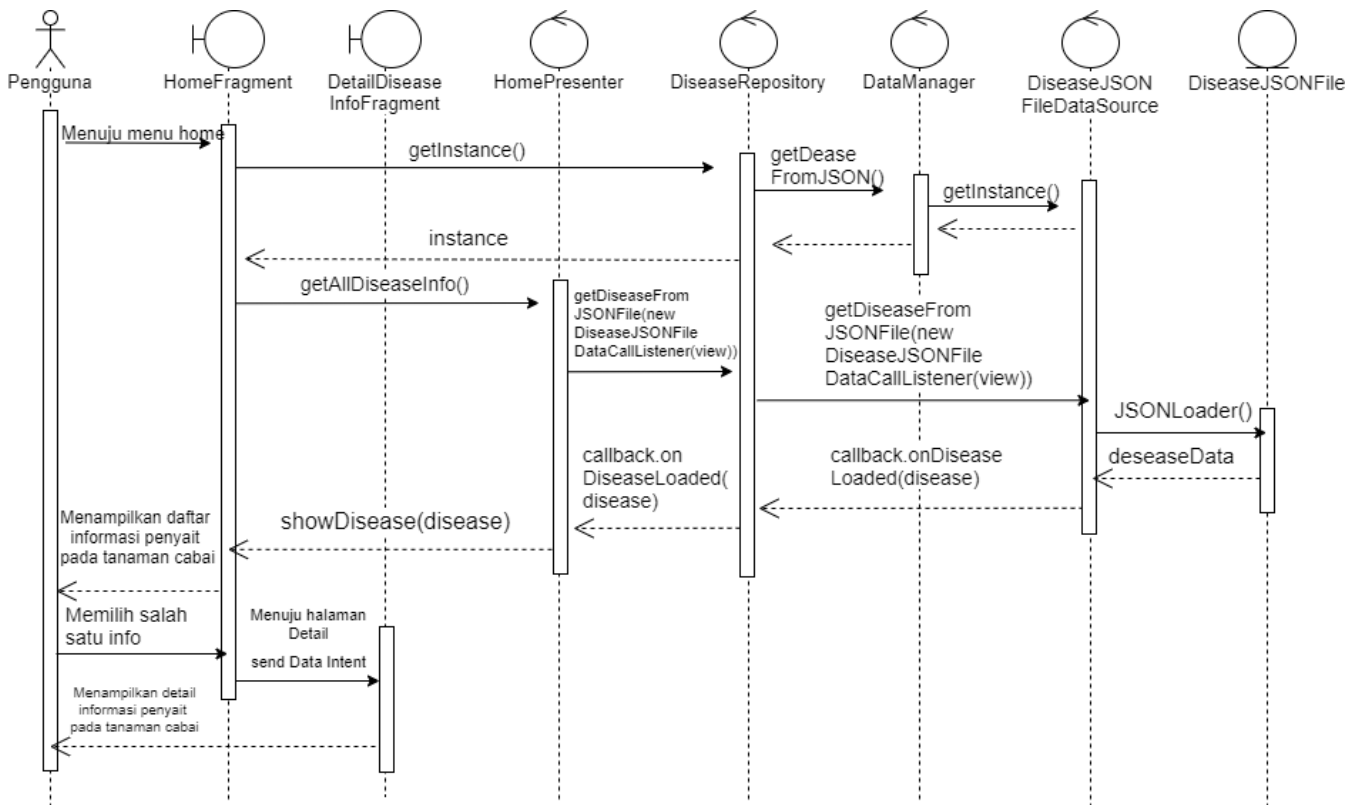 Pengguna
HomeFragment
DetailDisease
InfoFragment
HomePresenter
DiseaseRepository
DataManager
DiseaseJSON
FileDataSource
DiseaseJSONFile
Menuju menu home
getInstance()
getDease
FromJSON()
getInstance()
instance
getAllDiseaseInfo()
getDiseaseFrom
JSONFile(new
DiseaseJSONFile
DataCallListener(view))
getDiseaseFrom
JSONFile(new
DiseaseJSONFile
DataCallListener(view))
JSONLoader()
deseaseData
callback.onDisease
Loaded(disease)
callback.on
DiseaseLoaded(
disease)
showDisease(disease)
Menampilkan daftar
informasi penyait
pada tanaman cabai
Memilih salah
satu info
Menuju halaman
Detail
send Data Intent
Menampilkan detail
informasi penyait
pada tanaman cabai